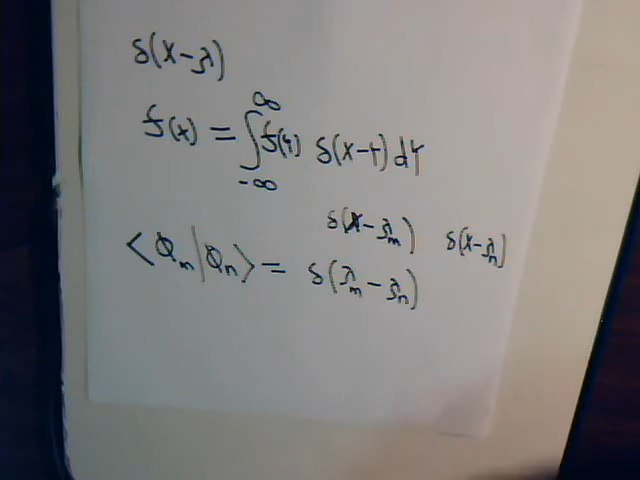 δ(x-λ)
f(x) = ∫_{-∞}^{∞} f(t) δ(x-t) dt
δ(x-λ_m) δ(x-λ_n)
⟨Φ_m|Φ_n⟩ = δ(λ_m-λ_n)